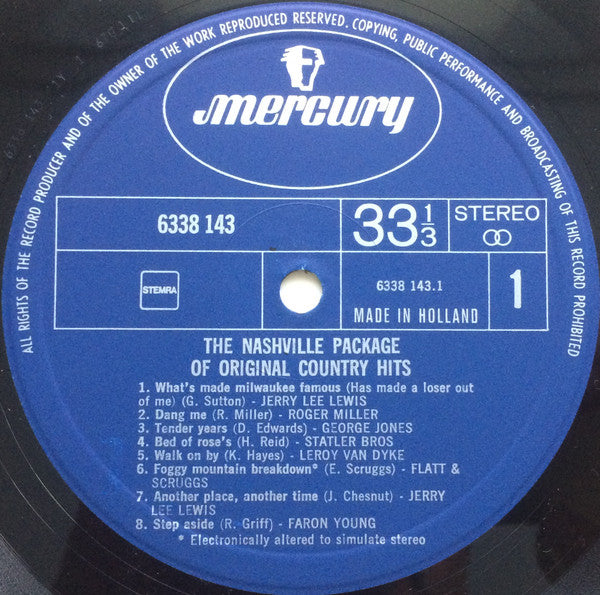 ALL RIGHTS OF THE RECORD PRODUCER AND OF THE OWNER OF THE WORK REPRODUCED RESERVED. COPYING, PUBLIC PERFORMANCE AND BROADCASTING OF THIS RECORD PROHIBITED
mercury
6338 143
33 1/3
STEREO
STEMRA
6338 143.1
MADE IN HOLLAND
1
THE NASHVILLE PACKAGE
OF ORIGINAL COUNTRY HITS
1. What's made milwaukee famous (Has made a loser out
of me) (G. Sutton) - JERRY LEE LEWIS
2. Dang me (R. Miller) - ROGER MILLER
3. Tender years (D. Edwards) - GEORGE JONES
4. Bed of rose's (H. Reid) - STATLER BROS
5. Walk on by (K. Hayes) - LEROY VAN DYKE
6. Foggy mountain breakdown* (E. Scruggs) - FLATT &
SCRUGGS
7. Another place, another time (J. Chesnut) - JERRY
LEE LEWIS
8. Step aside (R. Griff) - FARON YOUNG
* Electronically altered to simulate stereo